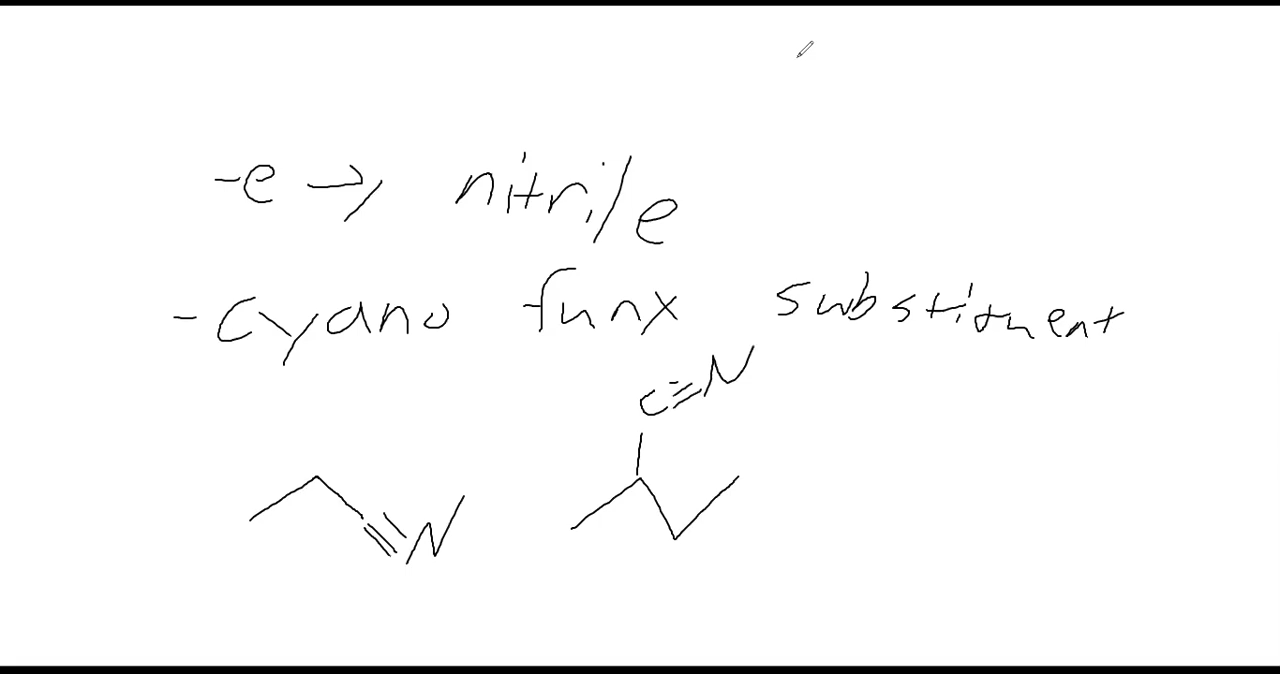 -e → nitrile
- cyano funx substituent
C≡N
N